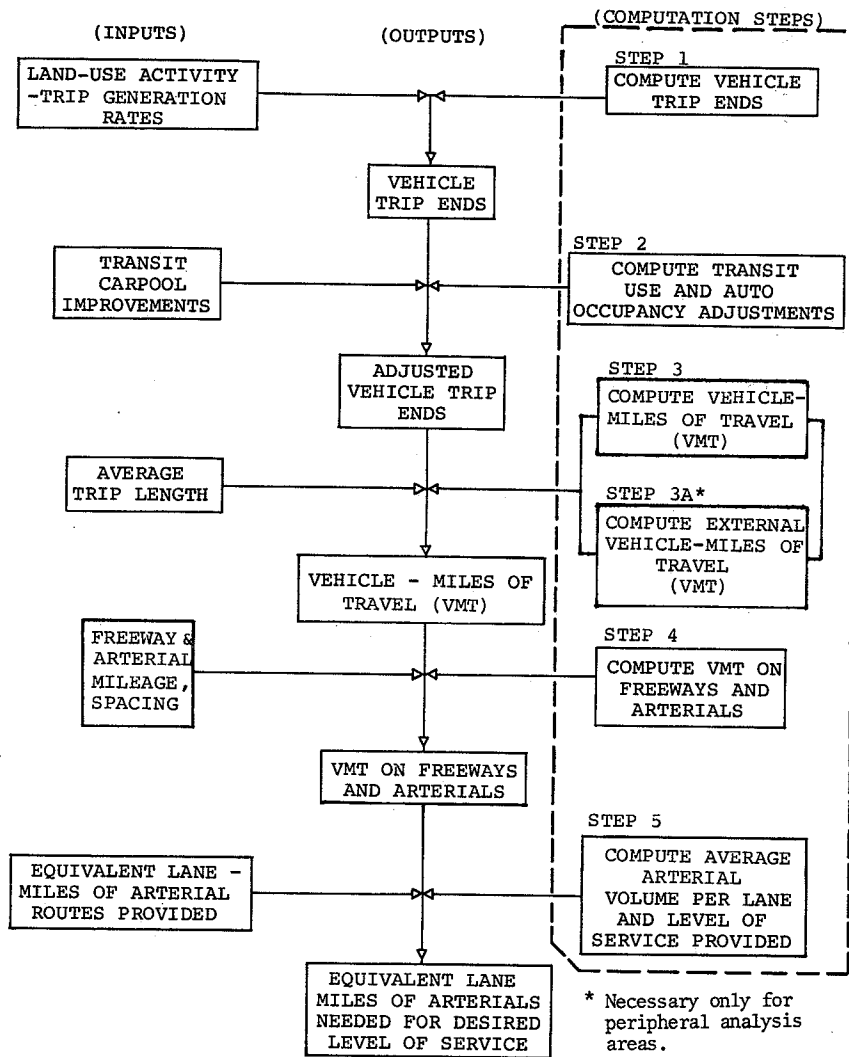 (COMPUTATION STEPS)
(INPUTS)
(OUTPUTS)
LAND-USE ACTIVITY
-TRIP GENERATION
RATES
STEP 1
COMPUTE VEHICLE
TRIP ENDS
VEHICLE
TRIP ENDS
TRANSIT
CARPOOL
IMPROVEMENTS
STEP 2
COMPUTE TRANSIT
USE AND AUTO
OCCUPANCY ADJUSTMENTS
ADJUSTED
VEHICLE TRIP
ENDS
STEP 3
COMPUTE VEHICLE-
MILES OF TRAVEL
(VMT)
AVERAGE
TRIP LENGTH
STEP 3A*
COMPUTE EXTERNAL
VEHICLE-MILES OF
TRAVEL
(VMT)
VEHICLE - MILES OF
TRAVEL (VMT)
FREEWAY &
ARTERIAL
MILEAGE,
SPACING
STEP 4
COMPUTE VMT ON
FREEWAYS AND
ARTERIALS
VMT ON FREEWAYS
AND ARTERIALS
EQUIVALENT LANE -
MILES OF ARTERIAL
ROUTES PROVIDED
STEP 5
COMPUTE AVERAGE
ARTERIAL
VOLUME PER LANE
AND LEVEL OF
SERVICE PROVIDED
EQUIVALENT LANE
MILES OF ARTERIALS
NEEDED FOR DESIRED
LEVEL OF SERVICE
* Necessary only for
peripheral analysis
areas.